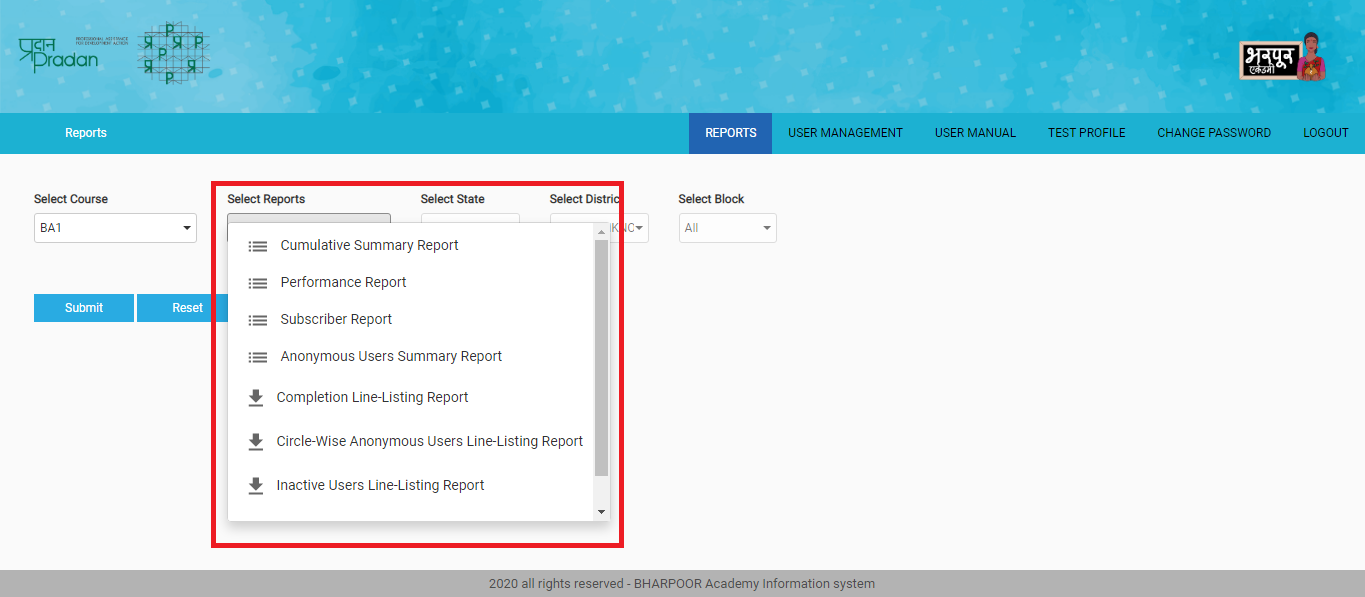 प्रदान
Pradan
PROFESSIONAL ASSISTANCE
FOR DEVELOPMENT ACTION
P
प्र P प्र
P
प्र प्र
P
भरपूर
एकेडमी
Reports
REPORTS
USER MANAGEMENT
USER MANUAL
TEST PROFILE
CHANGE PASSWORD
LOGOUT
Select Course
Select Reports
Select State
Select Distric
Select Block
BA1
KNO
All
Submit
Reset
Cumulative Summary Report
Performance Report
Subscriber Report
Anonymous Users Summary Report
Completion Line-Listing Report
Circle-Wise Anonymous Users Line-Listing Report
Inactive Users Line-Listing Report
2020 all rights reserved - BHARPOOR Academy Information system